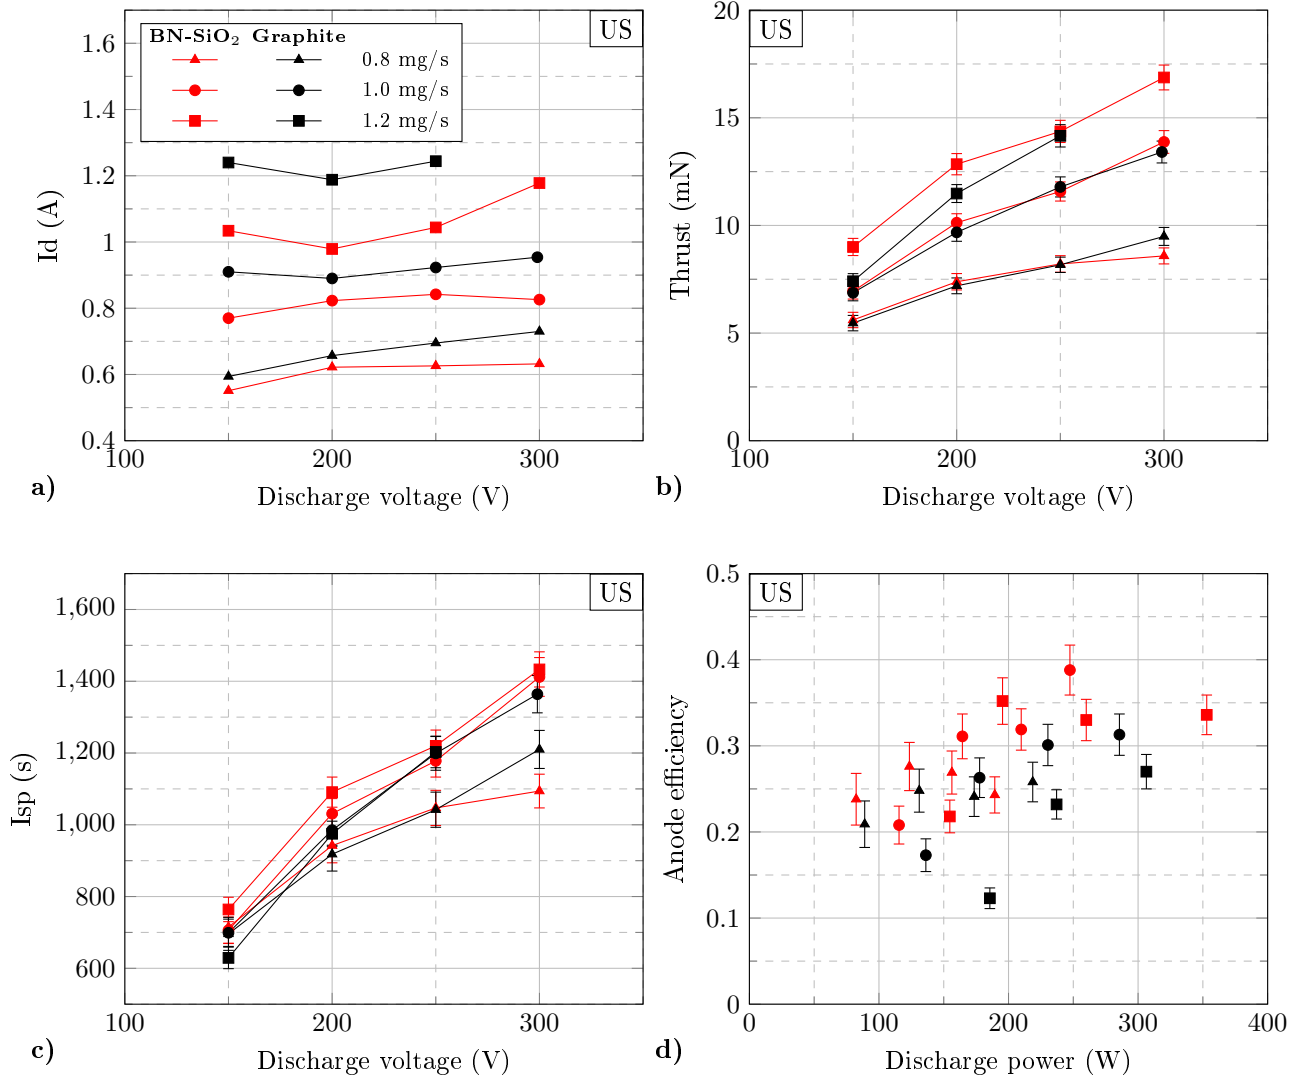 US
BN-SiO₂ Graphite
0.8 mg/s
1.0 mg/s
1.2 mg/s
1.6
1.4
1.2
1
0.8
0.6
0.4
Id (A)
100 200 300
Discharge voltage (V)
a)
US
20
15
10
5
0
Thrust (mN)
100 200 300
Discharge voltage (V)
b)
US
1,600
1,400
1,200
1,000
800
600
Isp (s)
100 200 300
Discharge voltage (V)
c)
US
0.5
0.4
0.3
0.2
0.1
0
Anode efficiency
0 100 200 300 400
Discharge power (W)
d)